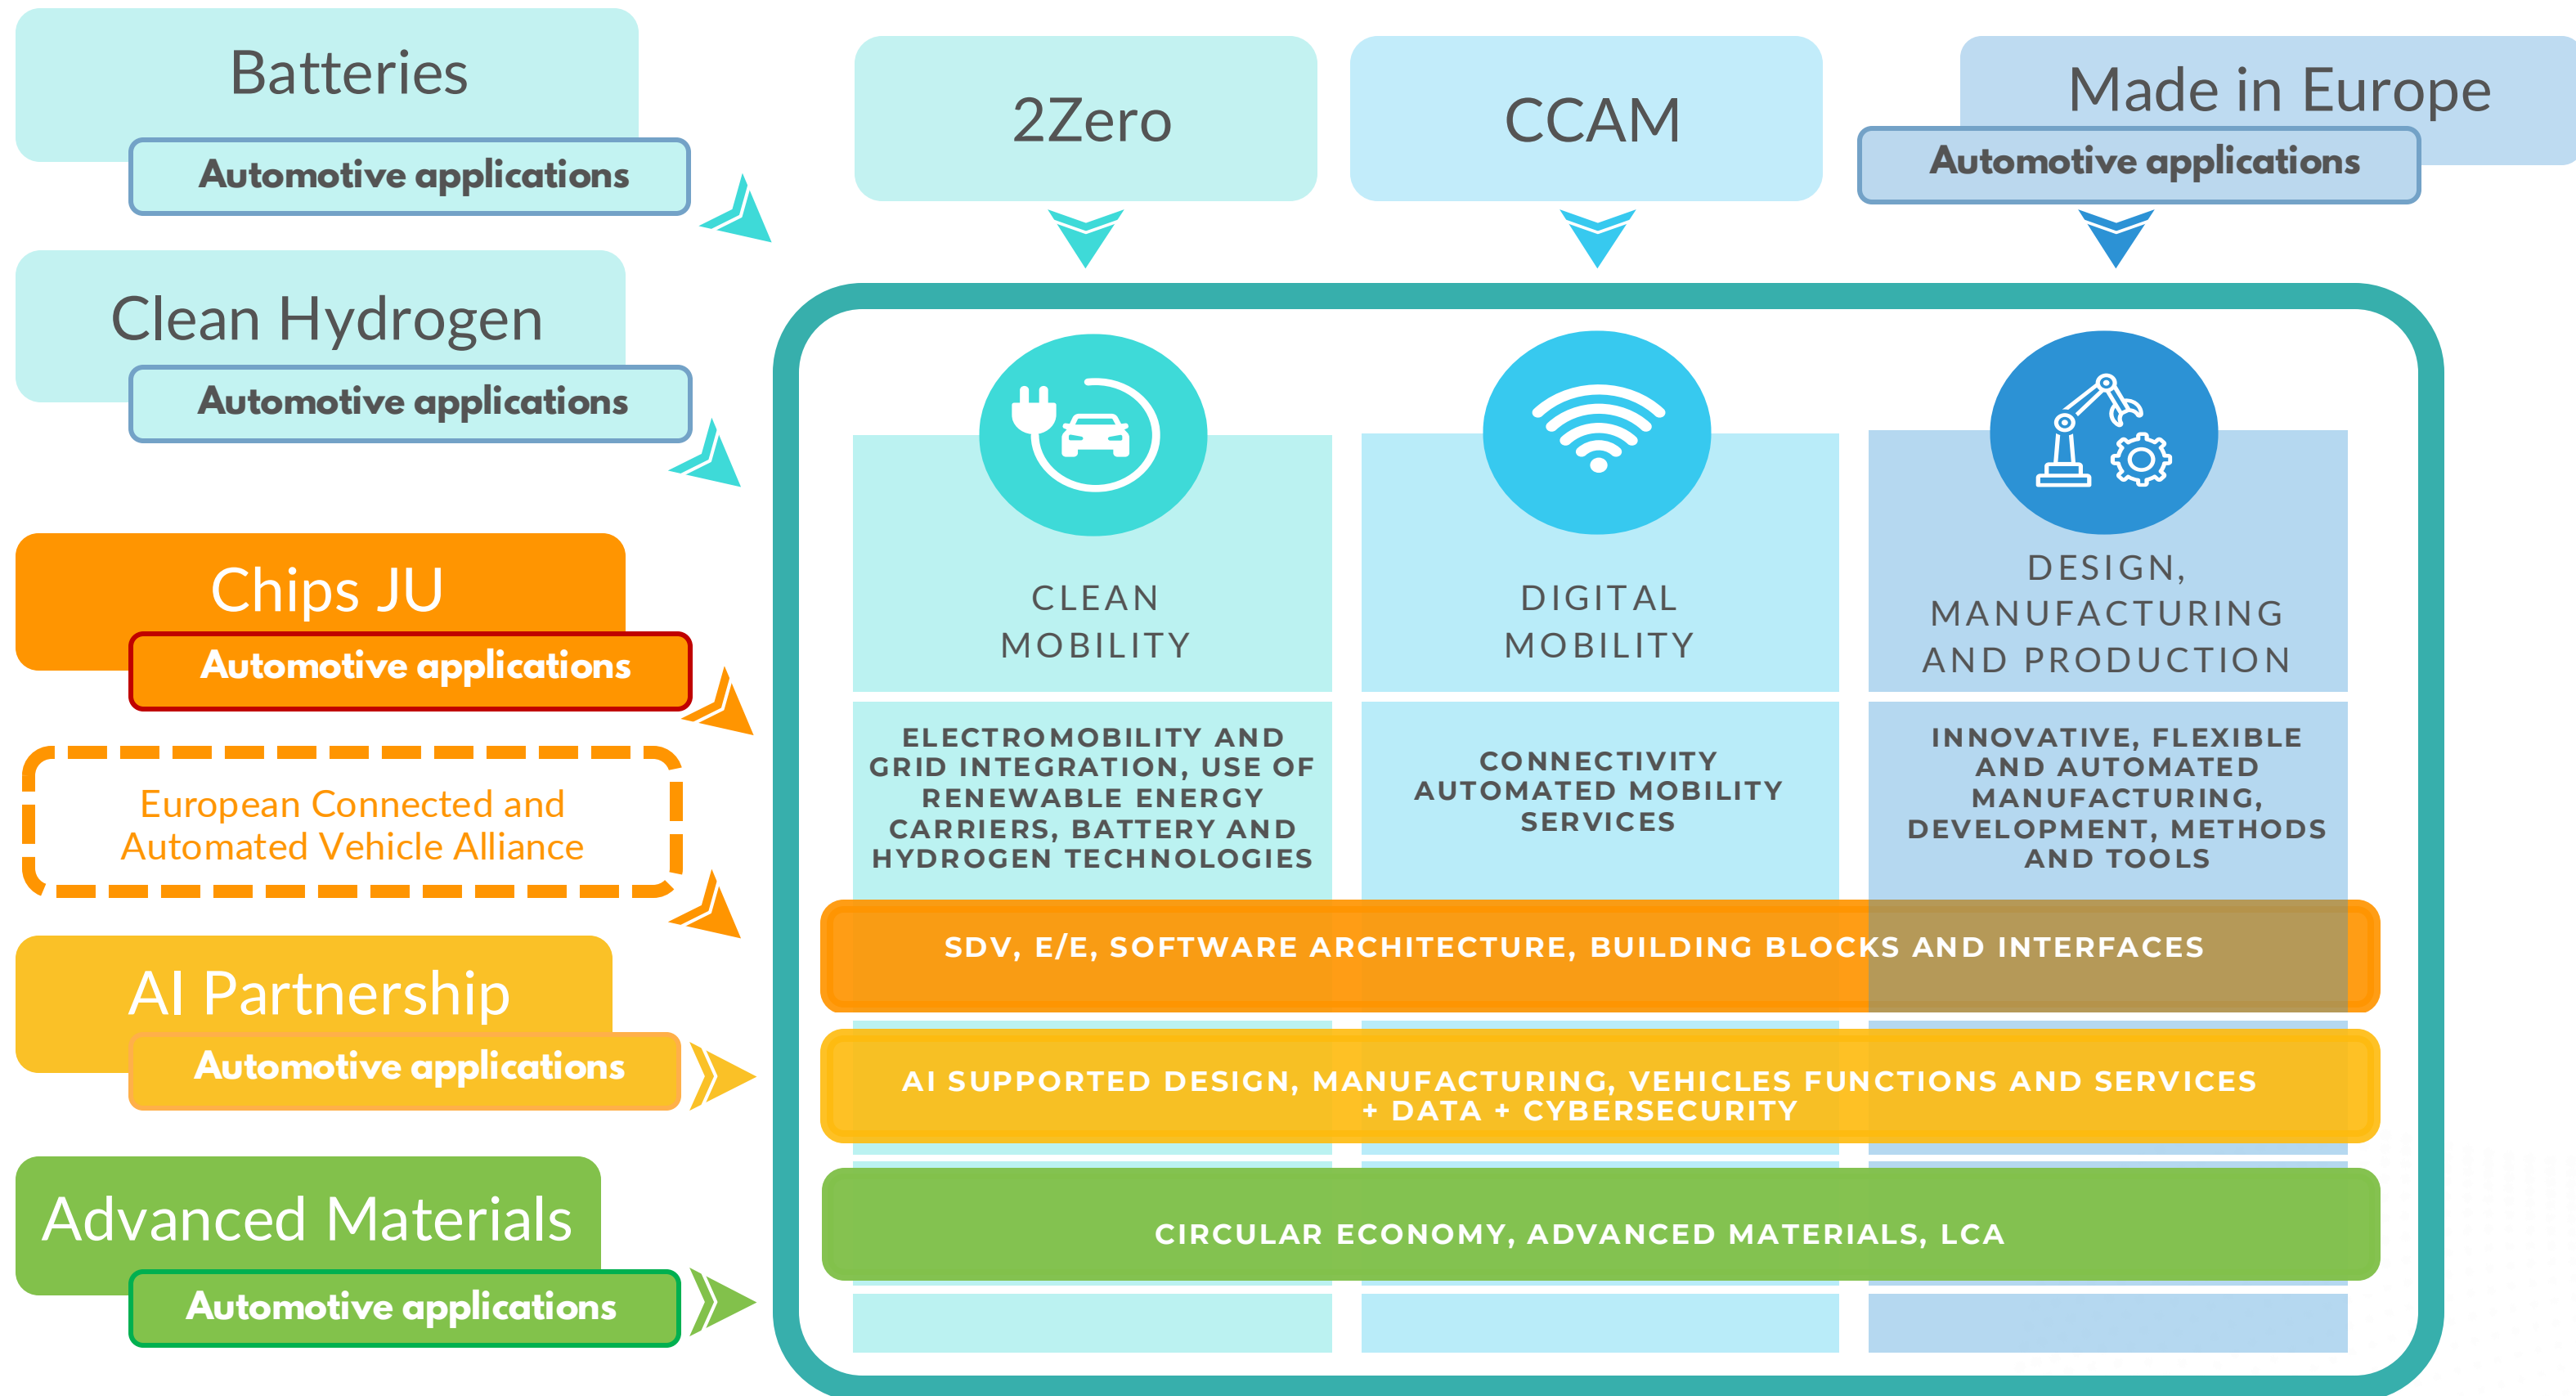 Batteries
Automotive applications
Clean Hydrogen
Automotive applications
Chips JU
Automotive applications
European Connected and
Automated Vehicle Alliance
AI Partnership
Automotive applications
Advanced Materials
Automotive applications
2Zero
CCAM
Made in Europe
Automotive applications
CLEAN
MOBILITY
DIGITAL
MOBILITY
DESIGN,
MANUFACTURING
AND PRODUCTION
ELECTROMOBILITY AND
GRID INTEGRATION, USE OF
RENEWABLE ENERGY
CARRIERS, BATTERY AND
HYDROGEN TECHNOLOGIES
CONNECTIVITY
AUTOMATED MOBILITY
SERVICES
INNOVATIVE, FLEXIBLE
AND AUTOMATED
MANUFACTURING,
DEVELOPMENT, METHODS
AND TOOLS
SDV, E/E, SOFTWARE ARCHITECTURE, BUILDING BLOCKS AND INTERFACES
AI SUPPORTED DESIGN, MANUFACTURING, VEHICLES FUNCTIONS AND SERVICES
+ DATA + CYBERSECURITY
CIRCULAR ECONOMY, ADVANCED MATERIALS, LCA